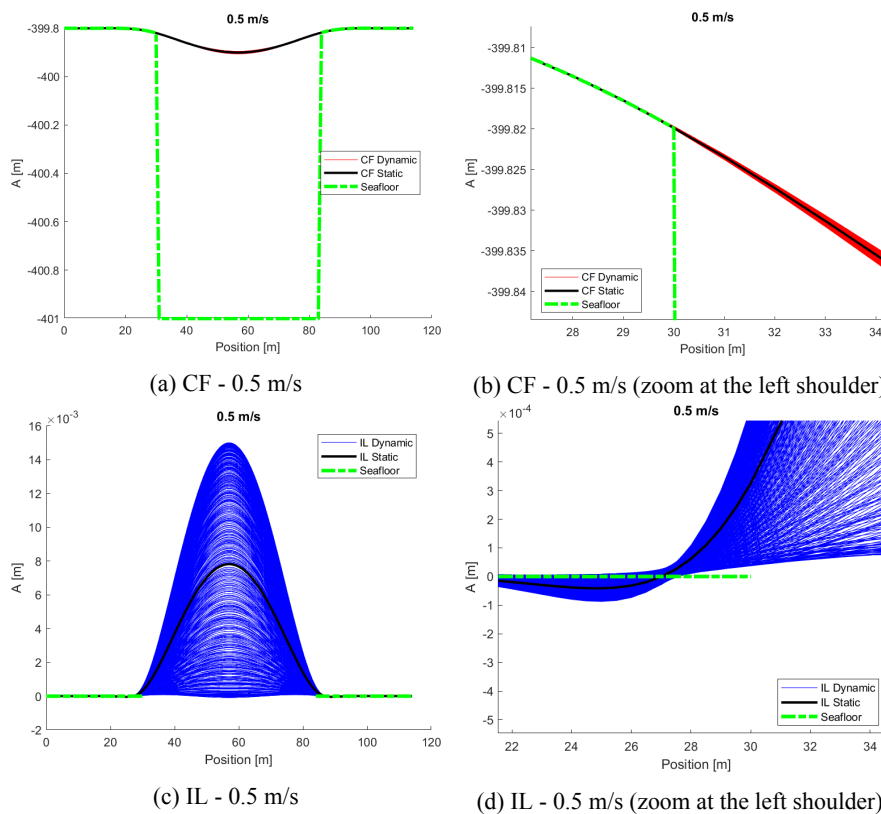 0.5 m/s
A [m]
-399.8
-400
-400.2
-400.4
-400.6
-400.8
-401
0 20 40 60 80 100 120
Position [m]
CF Dynamic
CF Static
Seafloor
(a) CF - 0.5 m/s
0.5 m/s
A [m]
-399.81
-399.815
-399.82
-399.825
-399.83
-399.835
-399.84
28 29 30 31 32 33 34
Position [m]
CF Dynamic
CF Static
Seafloor
(b) CF - 0.5 m/s (zoom at the left shoulder)
×10⁻³
0.5 m/s
A [m]
16
14
12
10
8
6
4
2
0
-2
0 20 40 60 80 100 120
Position [m]
IL Dynamic
IL Static
Seafloor
(c) IL - 0.5 m/s
×10⁻⁴
0.5 m/s
A [m]
5
4
3
2
1
0
-1
-2
-3
-4
-5
22 24 26 28 30 32 34
Position [m]
IL Dynamic
IL Static
Seafloor
(d) IL - 0.5 m/s (zoom at the left shoulder)